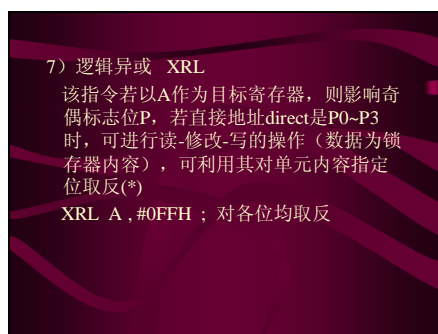 7）逻辑异或 XRL
该指令若以A作为目标寄存器，则影响奇
偶标志位P，若直接地址direct是P0~P3
时，可进行读-修改-写的操作（数据为锁
存器内容），可利用其对单元内容指定
位取反(*)
XRL A , #0FFH ; 对各位均取反